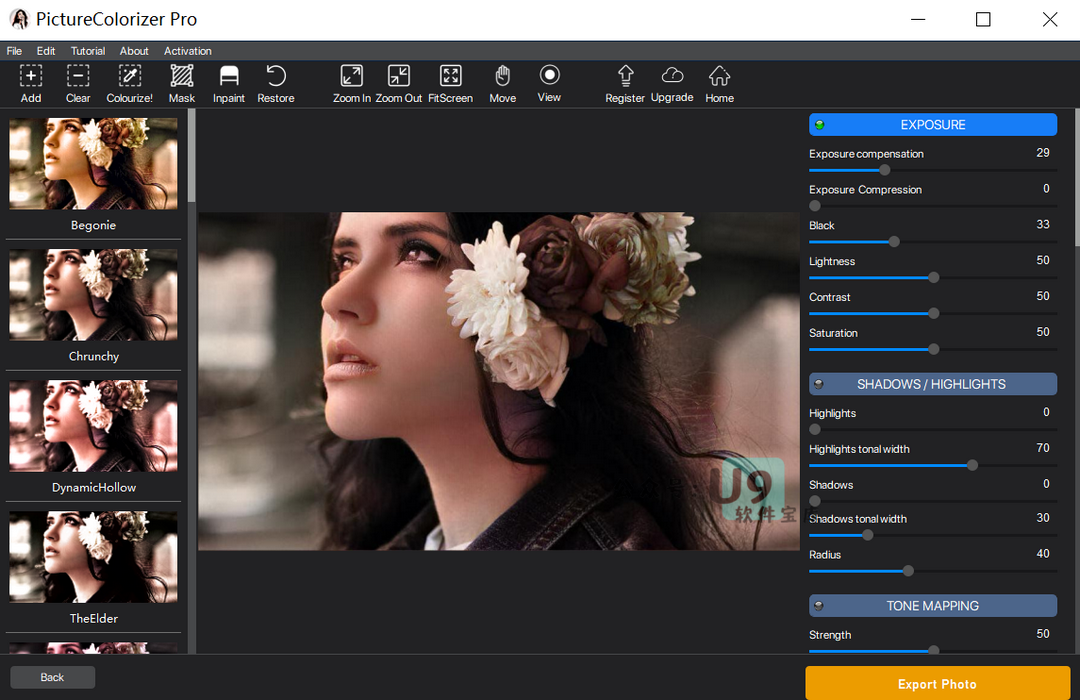 PictureColorizer Pro
File Edit Tutorial About Activation
Add Clear Colourize! Mask Inpaint Restore Zoom In Zoom Out FitScreen Move View Register Upgrade Home
Begonie
Chrunchy
DynamicHollow
TheElder
U9
软件宝
EXPOSURE
Exposure compensation 29
Exposure Compression 0
Black 33
Lightness 50
Contrast 50
Saturation 50
SHADOWS / HIGHLIGHTS
Highlights 0
Highlights tonal width 70
Shadows 0
Shadows tonal width 30
Radius 40
TONE MAPPING
Strength 50
Back
Export Photo